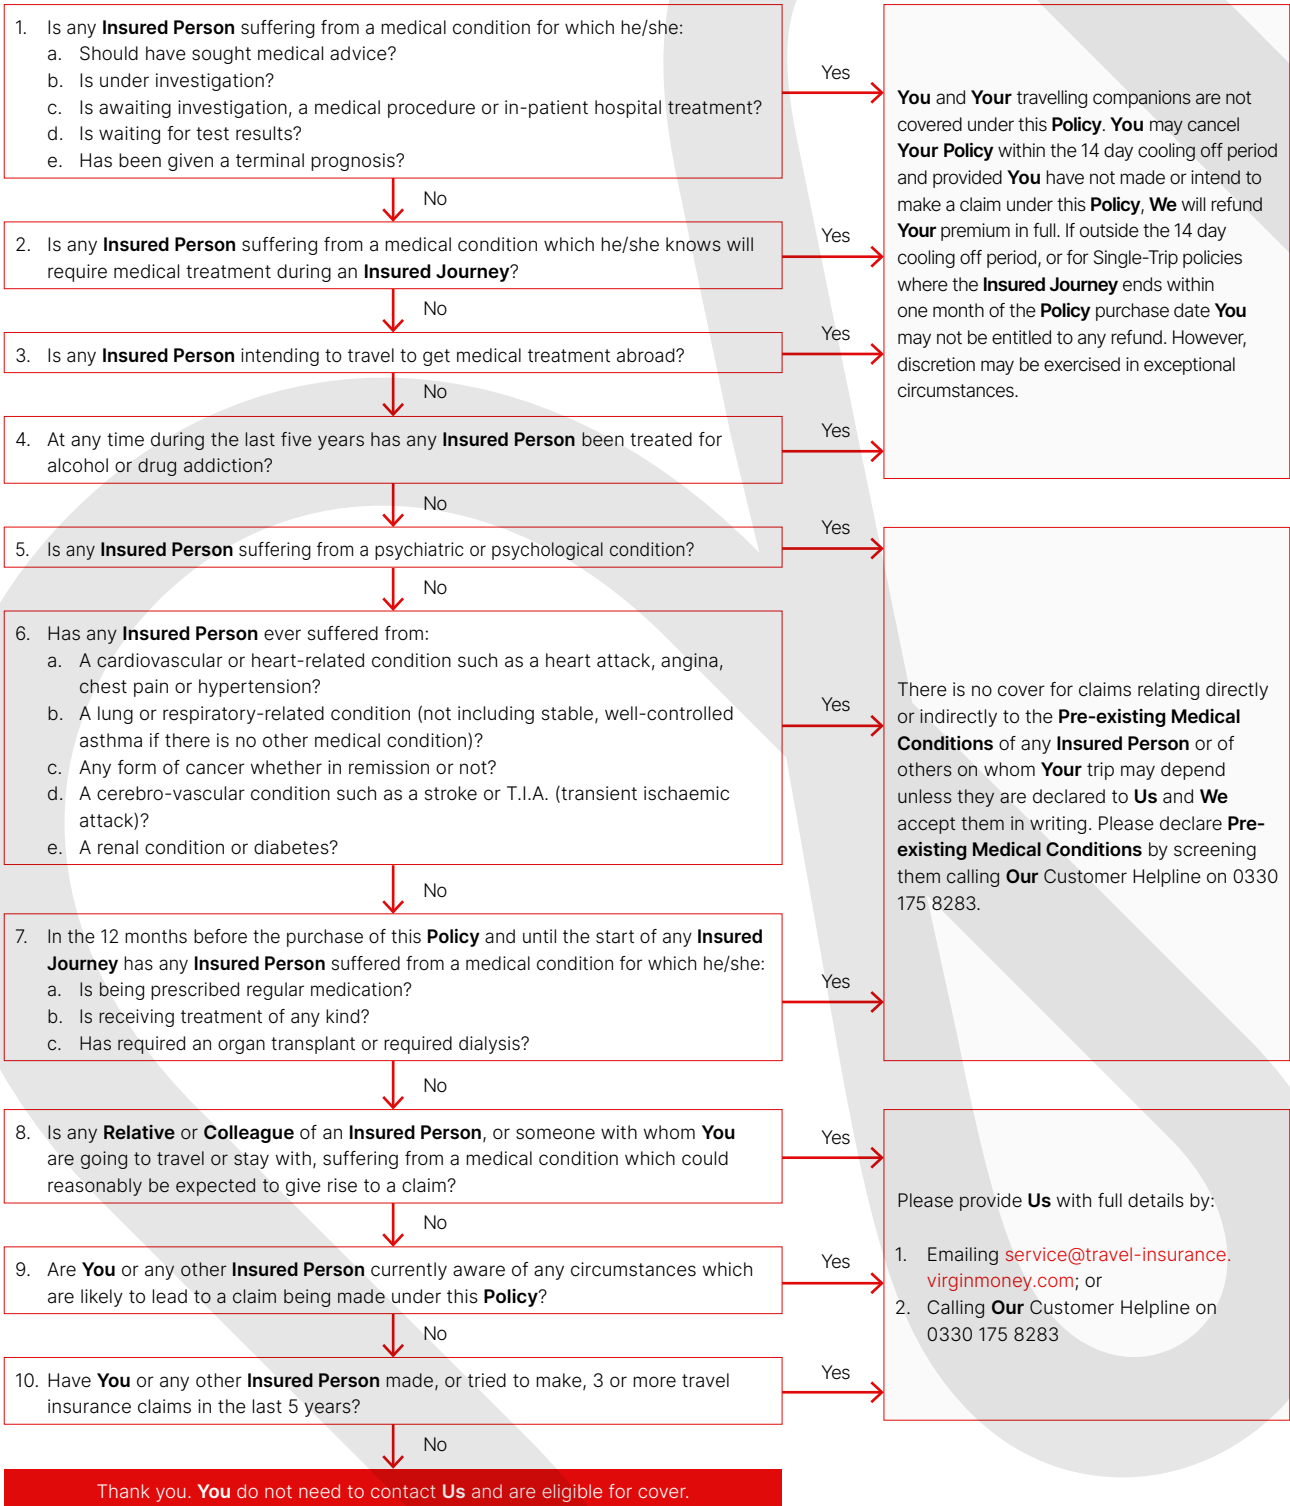 1. Is any Insured Person suffering from a medical condition for which he/she:
a. Should have sought medical advice?
b. Is under investigation?
c. Is awaiting investigation, a medical procedure or in-patient hospital treatment?
d. Is waiting for test results?
e. Has been given a terminal prognosis?
Yes
You and Your travelling companions are not
covered under this Policy. You may cancel
Your Policy within the 14 day cooling off period
and provided You have not made or intend to
make a claim under this Policy, We will refund
Your premium in full. If outside the 14 day
cooling off period, or for Single-Trip policies
where the Insured Journey ends within
one month of the Policy purchase date You
may not be entitled to any refund. However,
discretion may be exercised in exceptional
circumstances.
No
2. Is any Insured Person suffering from a medical condition which he/she knows will
require medical treatment during an Insured Journey?
Yes
No
3. Is any Insured Person intending to travel to get medical treatment abroad?
Yes
No
4. At any time during the last five years has any Insured Person been treated for
alcohol or drug addiction?
Yes
No
5. Is any Insured Person suffering from a psychiatric or psychological condition?
Yes
No
6. Has any Insured Person ever suffered from:
a. A cardiovascular or heart-related condition such as a heart attack, angina,
chest pain or hypertension?
b. A lung or respiratory-related condition (not including stable, well-controlled
asthma if there is no other medical condition)?
c. Any form of cancer whether in remission or not?
d. A cerebro-vascular condition such as a stroke or T.I.A. (transient ischaemic
attack)?
e. A renal condition or diabetes?
Yes
There is no cover for claims relating directly
or indirectly to the Pre-existing Medical
Conditions of any Insured Person or of
others on whom Your trip may depend
unless they are declared to Us and We
accept them in writing. Please declare Pre-
existing Medical Conditions by screening
them calling Our Customer Helpline on 0330
175 8283.
No
7. In the 12 months before the purchase of this Policy and until the start of any Insured
Journey has any Insured Person suffered from a medical condition for which he/she:
a. Is being prescribed regular medication?
b. Is receiving treatment of any kind?
c. Has required an organ transplant or required dialysis?
Yes
No
8. Is any Relative or Colleague of an Insured Person, or someone with whom You
are going to travel or stay with, suffering from a medical condition which could
reasonably be expected to give rise to a claim?
Yes
Please provide Us with full details by:
1. Emailing service@travel-insurance.
virginmoney.com; or
2. Calling Our Customer Helpline on
0330 175 8283
No
9. Are You or any other Insured Person currently aware of any circumstances which
are likely to lead to a claim being made under this Policy?
Yes
No
10. Have You or any other Insured Person made, or tried to make, 3 or more travel
insurance claims in the last 5 years?
Yes
No
Thank you. You do not need to contact Us and are eligible for cover.